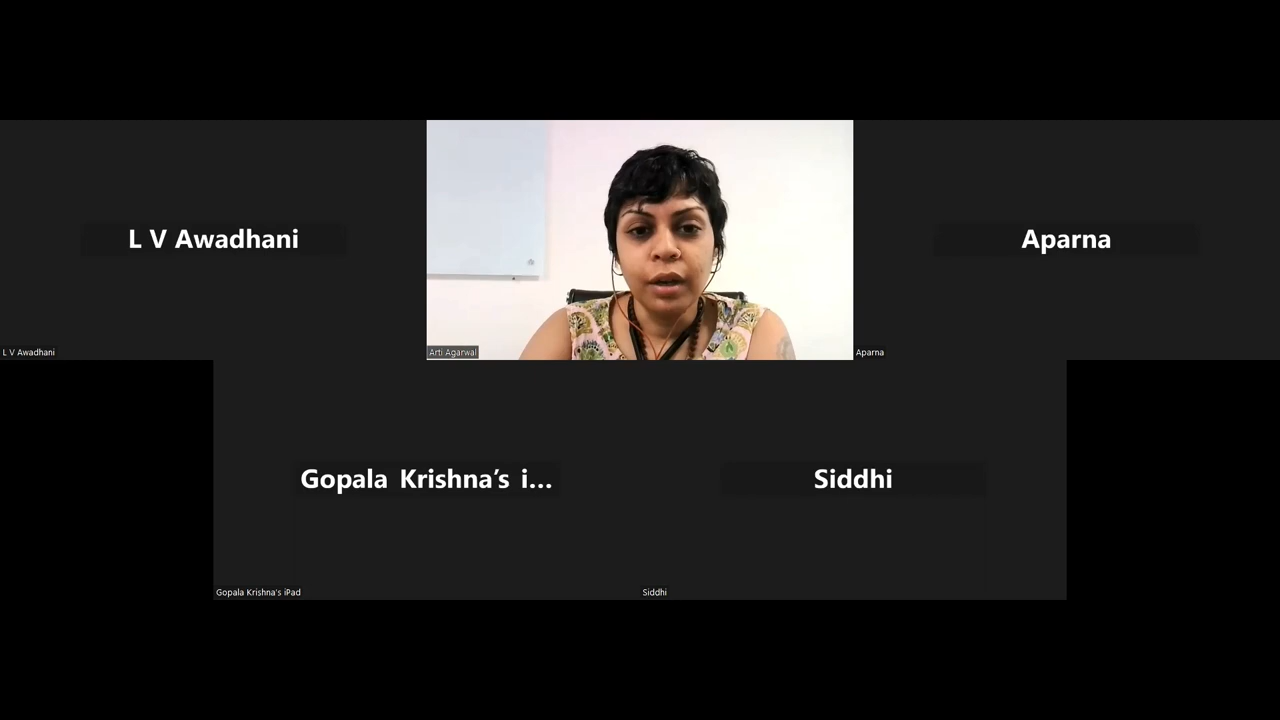 L V Awadhani
Aparna
L V Awadhani
Arti Agarwal
Aparna
Gopala Krishna’s i...
Siddhi
Gopala Krishna's iPad
Siddhi